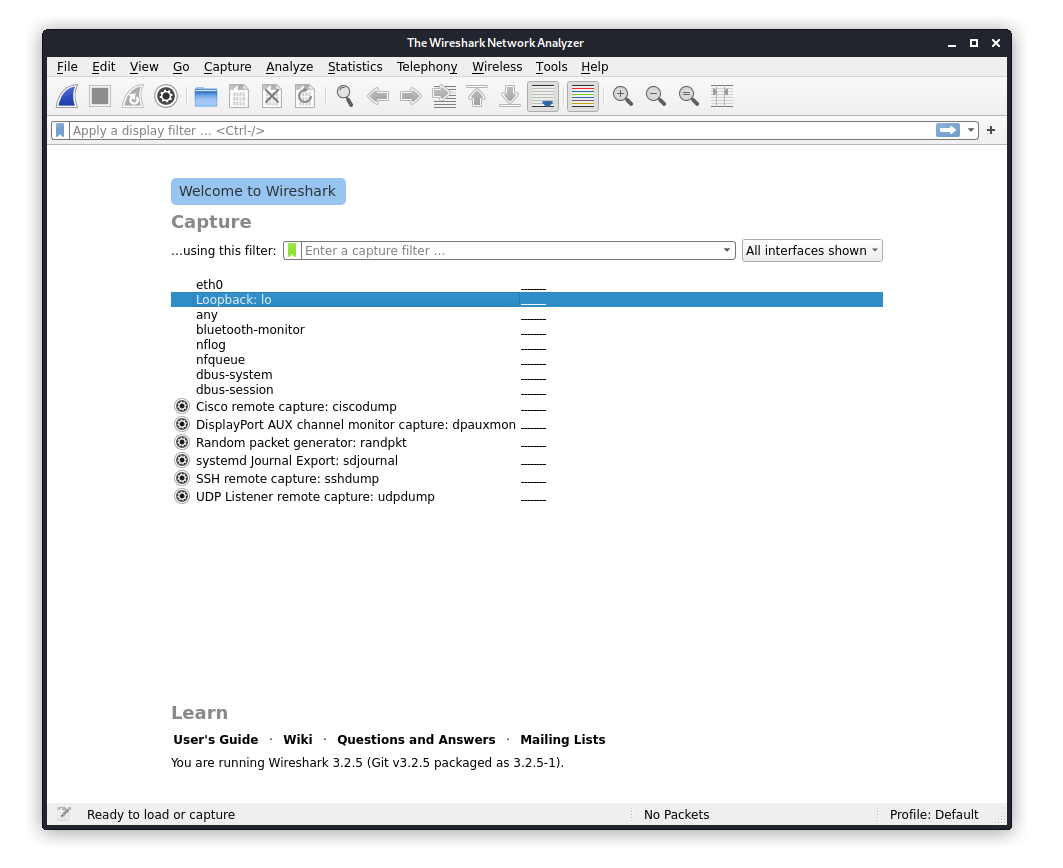 The Wireshark Network Analyzer
File Edit View Go Capture Analyze Statistics Telephony Wireless Tools Help
Apply a display filter ... <Ctrl-/>
+
Welcome to Wireshark
Capture
...using this filter: Enter a capture filter ... All interfaces shown
eth0
Loopback: lo
any
bluetooth-monitor
nflog
nfqueue
dbus-system
dbus-session
Cisco remote capture: ciscodump
DisplayPort AUX channel monitor capture: dpauxmon
Random packet generator: randpkt
systemd Journal Export: sdjournal
SSH remote capture: sshdump
UDP Listener remote capture: udpdump
Learn
User's Guide · Wiki · Questions and Answers · Mailing Lists
You are running Wireshark 3.2.5 (Git v3.2.5 packaged as 3.2.5-1).
Ready to load or capture No Packets Profile: Default